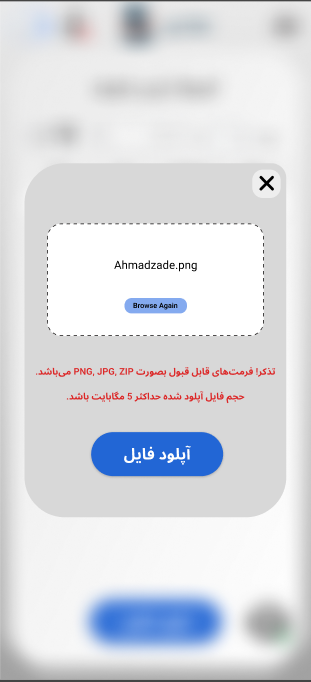 Ahmadzade.png
Browse Again
تذکر! فرمت‌های قابل قبول بصورت PNG, JPG, ZIP می‌باشد.
حجم فایل آپلود شده حداکثر 5 مگابایت باشد.
آپلود فایل